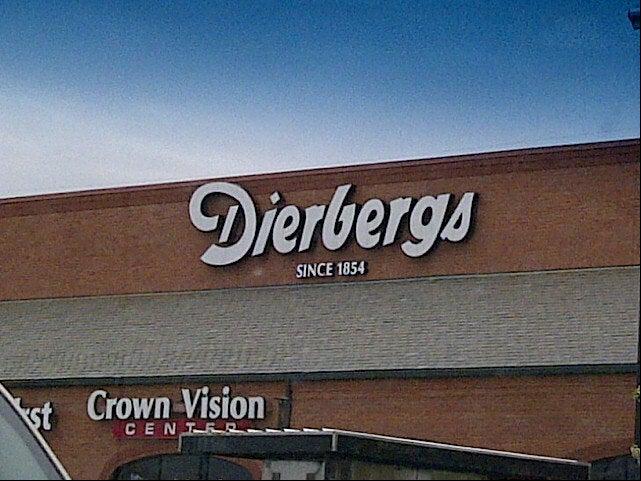 Dierbergs
SINCE 1854
Crown Vision
CENTER